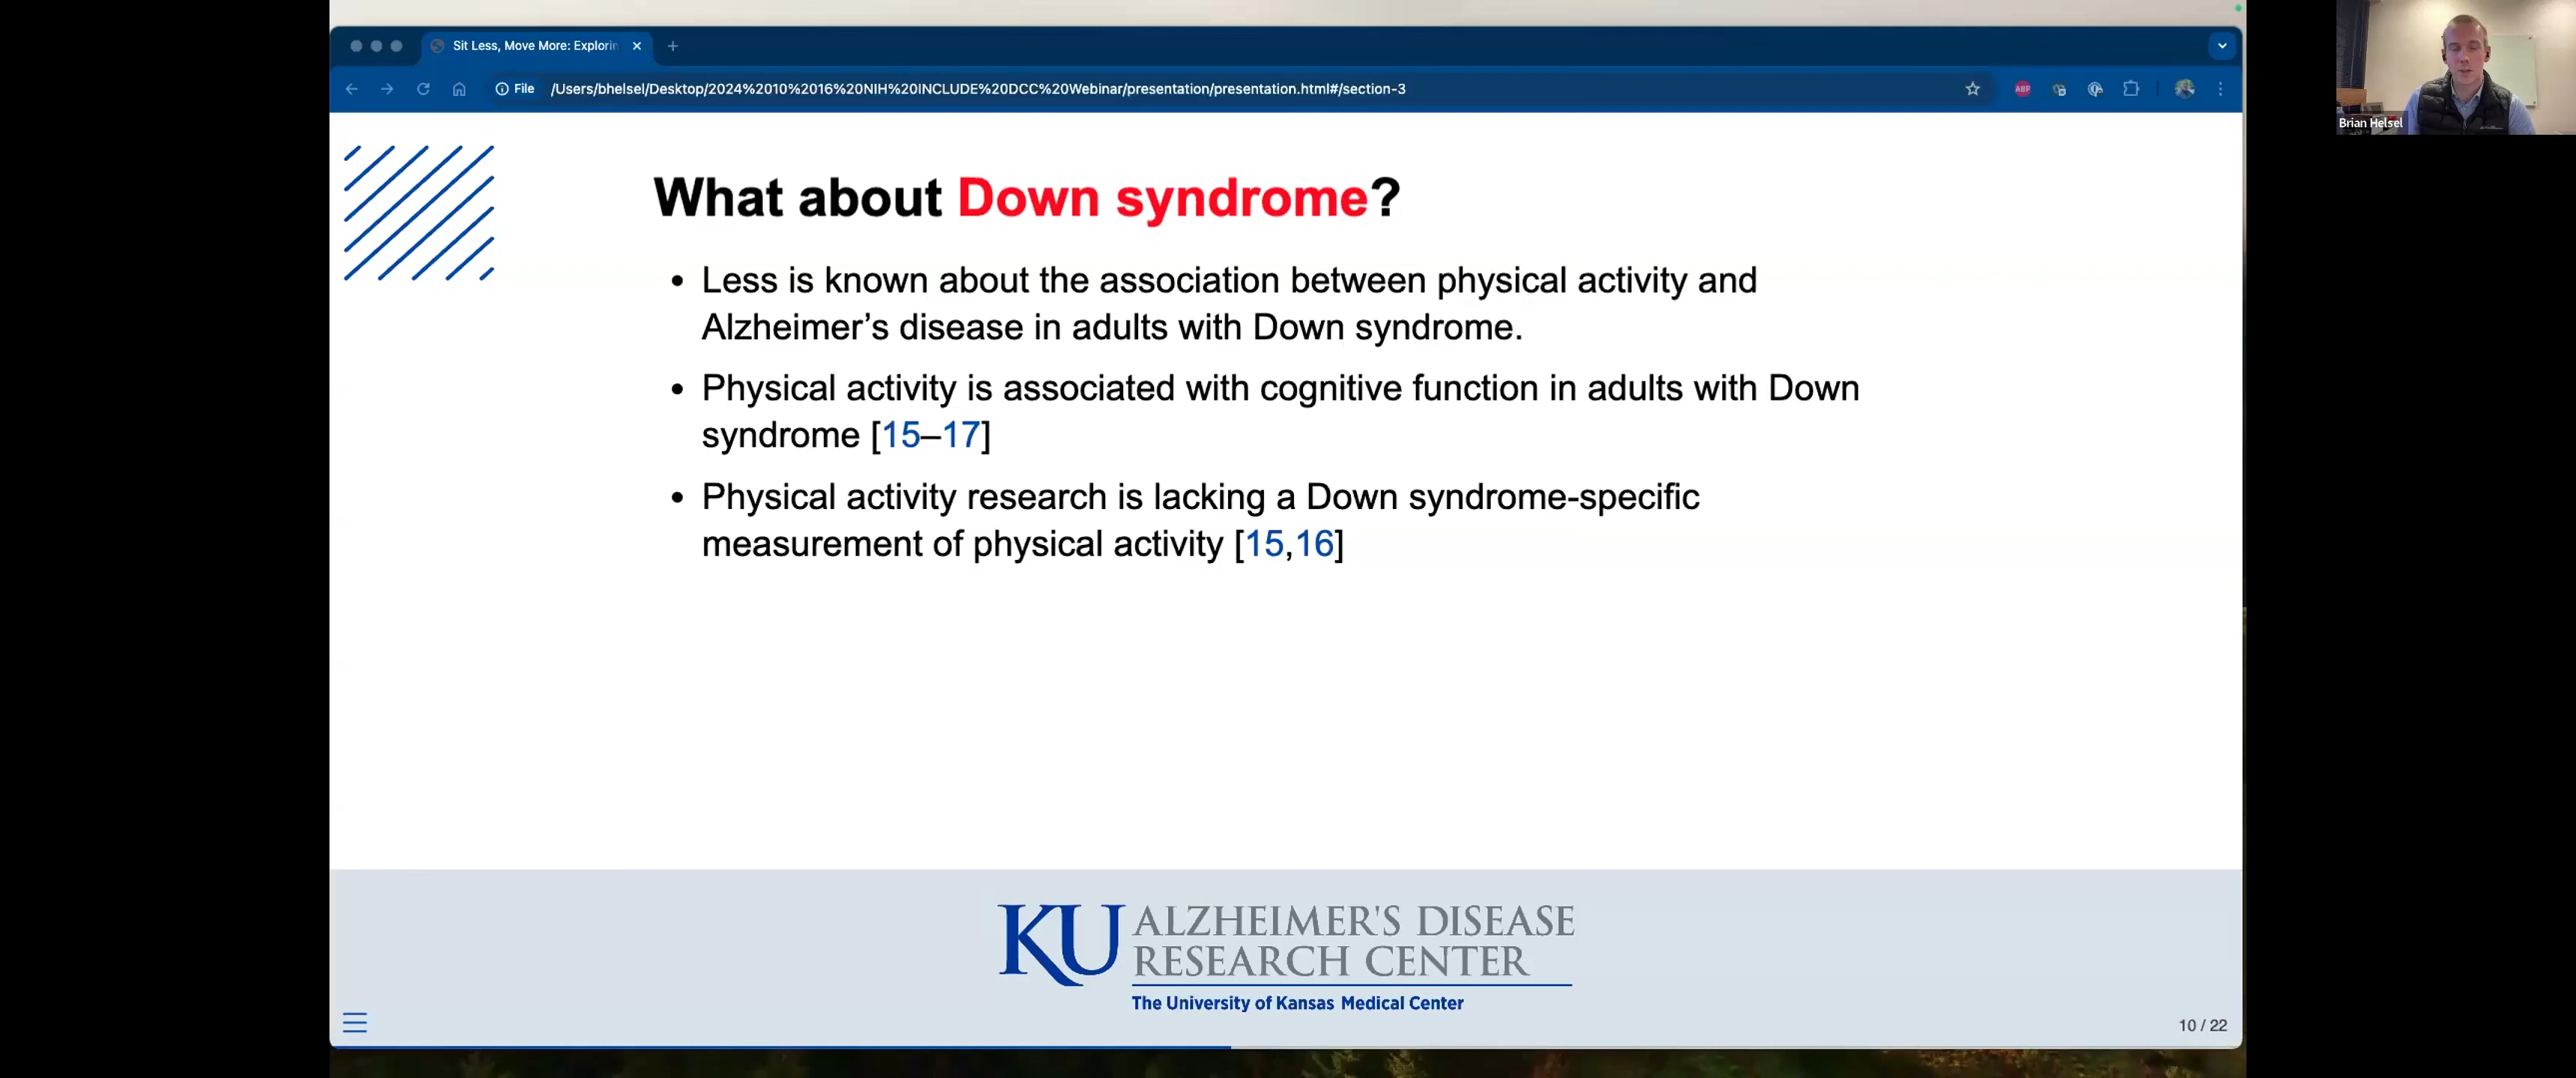 Sit Less, Move More: Explorin
File
/Users/bhelsel/Desktop/2024%2010%2016%20NIH%20INCLUDE%20DCC%20Webinar/presentation/presentation.html#/section-3
ABP
Brian Helsel
What about Down syndrome?
Less is known about the association between physical activity and
Alzheimer’s disease in adults with Down syndrome.
Physical activity is associated with cognitive function in adults with Down
syndrome [15–17]
Physical activity research is lacking a Down syndrome-specific
measurement of physical activity [15,16]
KU ALZHEIMER'S DISEASE
RESEARCH CENTER
The University of Kansas Medical Center
10 / 22